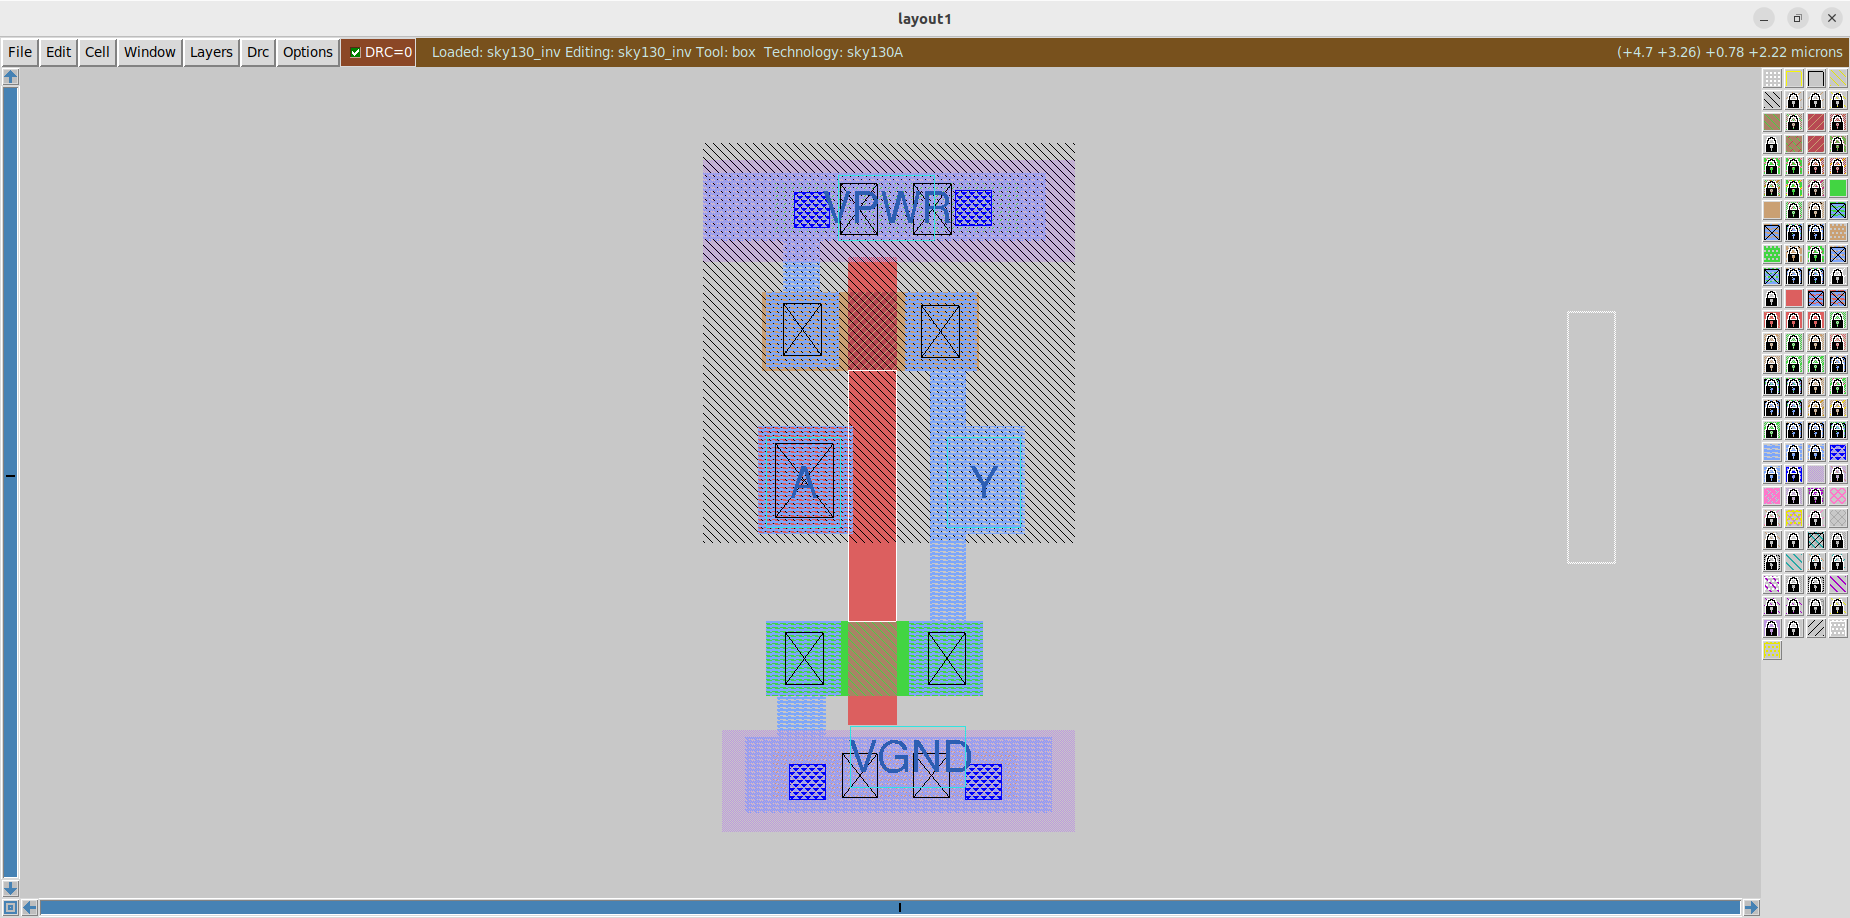 layout1
File Edit Cell Window Layers Drc Options DRC=0 Loaded: sky130_inv Editing: sky130_inv Tool: box Technology: sky130A (+4.7 +3.26) +0.78 +2.22 microns
VPWR
A Y
VGND